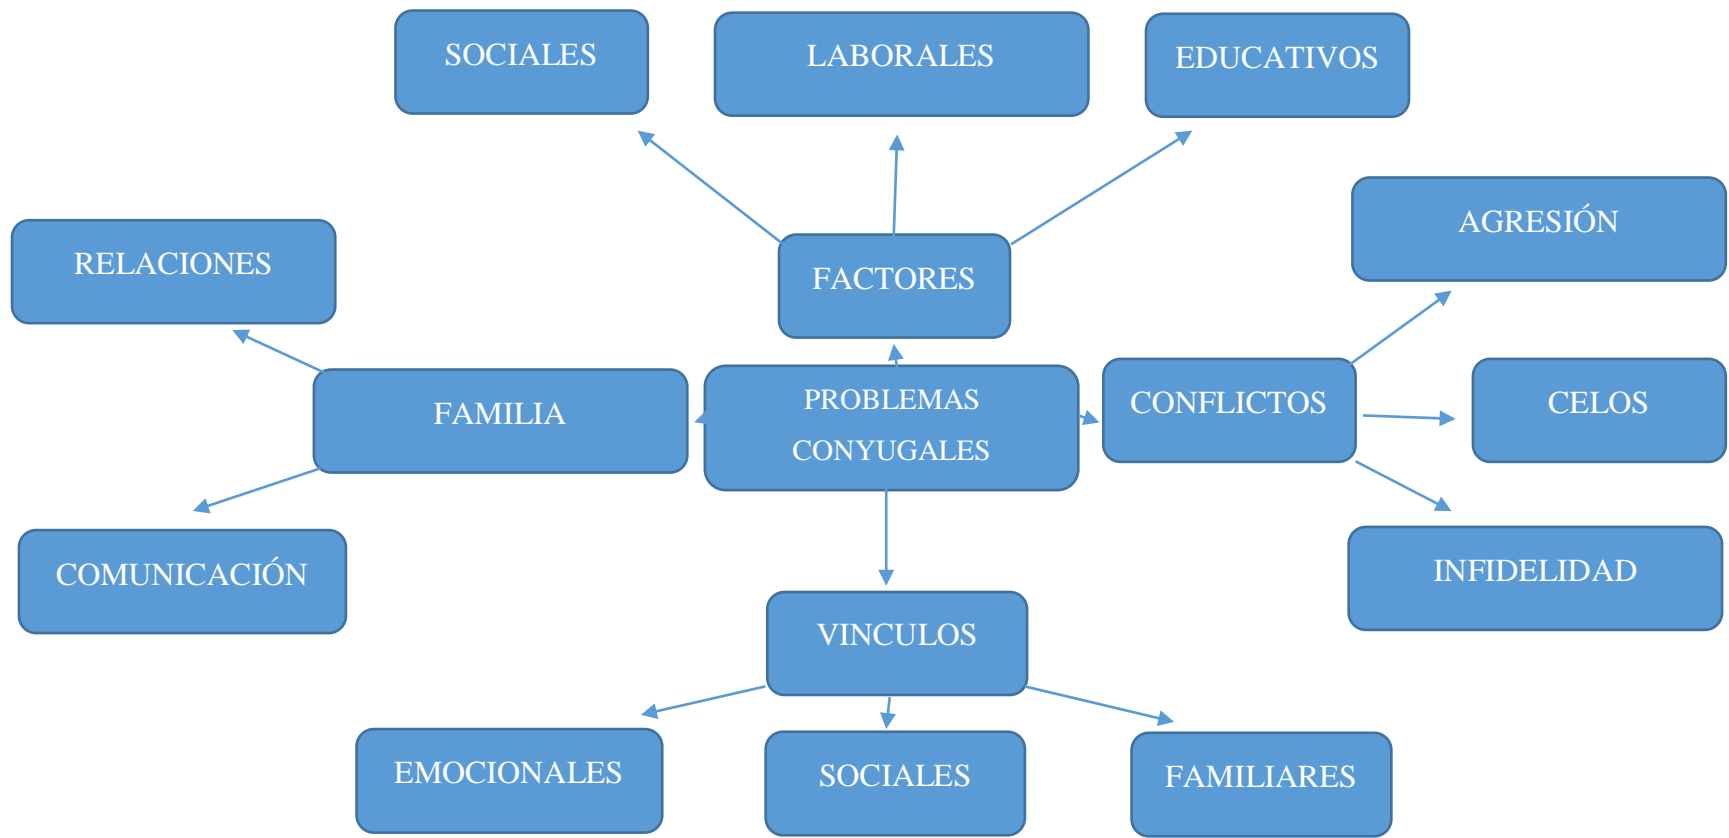 SOCIALES
LABORALES
EDUCATIVOS
AGRESIÓN
RELACIONES
FACTORES
FAMILIA
PROBLEMAS
CONYUGALES
CONFLICTOS
CELOS
COMUNICACIÓN
INFIDELIDAD
VINCULOS
EMOCIONALES
SOCIALES
FAMILIARES